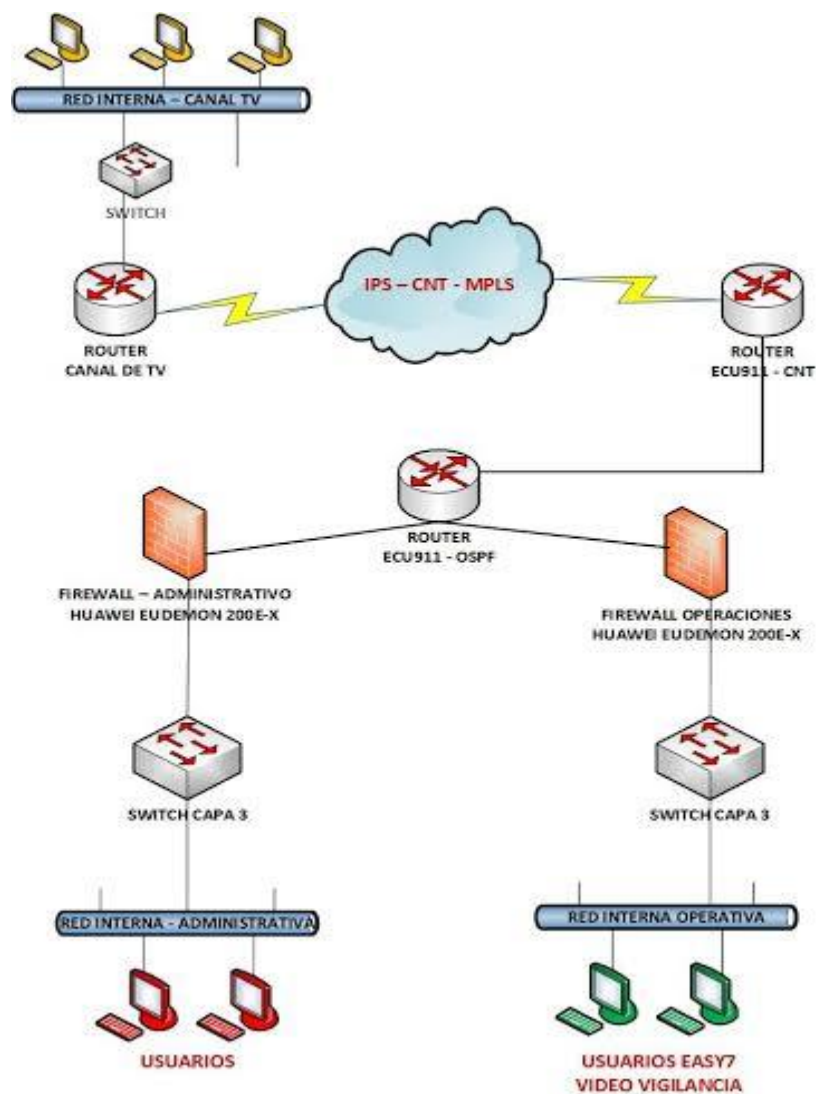 RED INTERNA – CANAL TV
SWITCH
IPS – CNT - MPLS
ROUTER
CANAL DE TV
ROUTER
ECU911 - CNT
ROUTER
ECU911 - OSPF
FIREWALL – ADMINISTRATIVO
HUAWEI EUDEMON 200E-X
FIREWALL OPERACIONES
HUAWEI EUDEMON 200E-X
SWITCH CAPA 3
SWITCH CAPA 3
RED INTERNA - ADMINISTRATIVA
RED INTERNA OPERATIVA
USUARIOS
USUARIOS EASY7
VIDEO VIGILANCIA